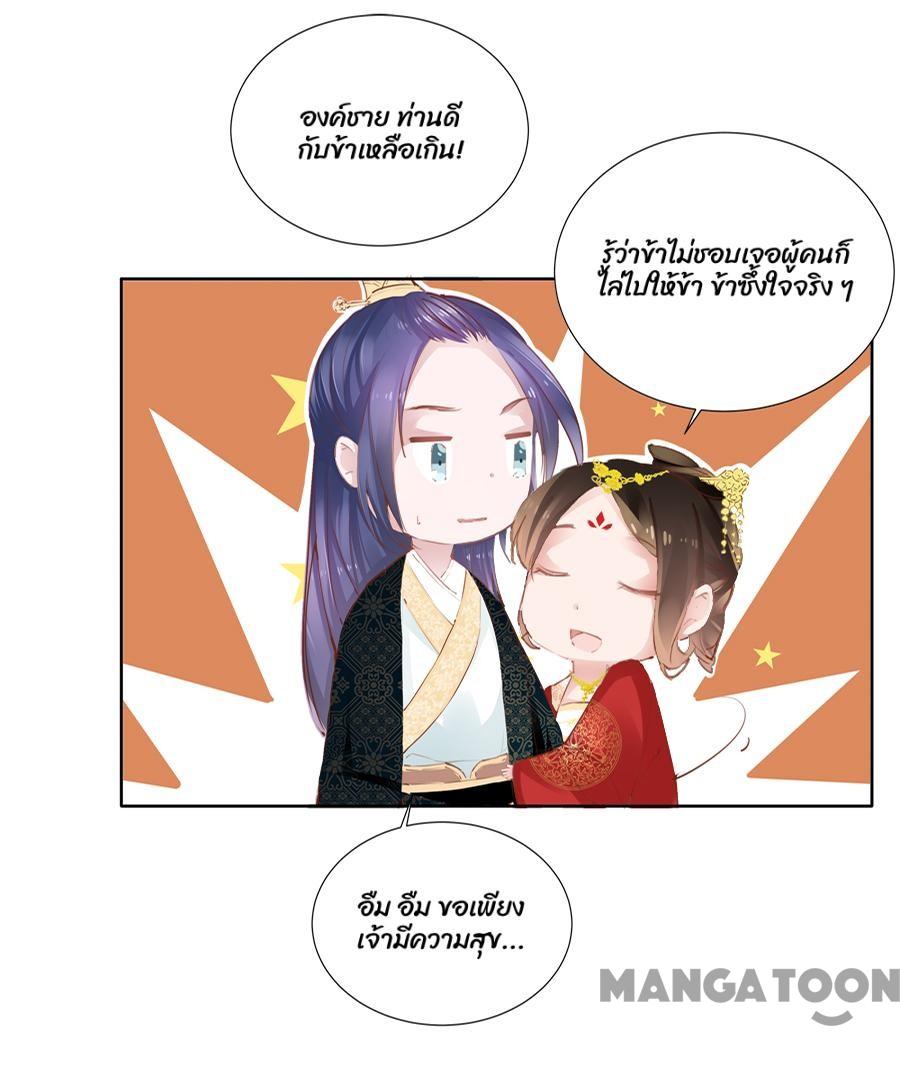 องค์ชาย ท่านดี
กับข้าเหลือเกิน!
รู้ว่าข้าไม่ชอบเจอผู้คนก็
ไล่ไปให้ข้า ข้าซึ้งใจจริง ๆ
อืม อืม ขอเพียง
เจ้ามีความสุข...
MANGATOON